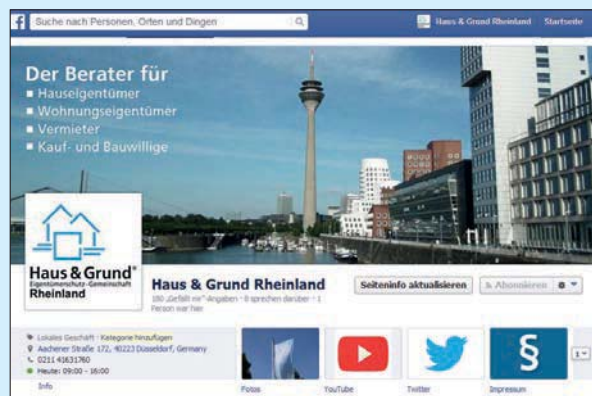 f Suche nach Personen, Orten und Dingen Haus & Grund Rheinland Startseite
Der Berater für
Hauseigentümer
Wohnungseigentümer
Vermieter
Kauf- und Bauwillige
Haus & Grund®
Eigentümerschutz-Gemeinschaft
Rheinland
Haus & Grund Rheinland
180 „Gefällt mir“-Angaben · 8 sprechen darüber · 1
Person war hier
Seiteninfo aktualisieren Abonnieren
Lokales Geschäft · Kategorie hinzufügen
Aachener Straße 172, 40223 Düsseldorf, Germany
0211 41631760
Heute: 09:00 - 16:00
Info
§
1
Fotos YouTube Twitter Impressum